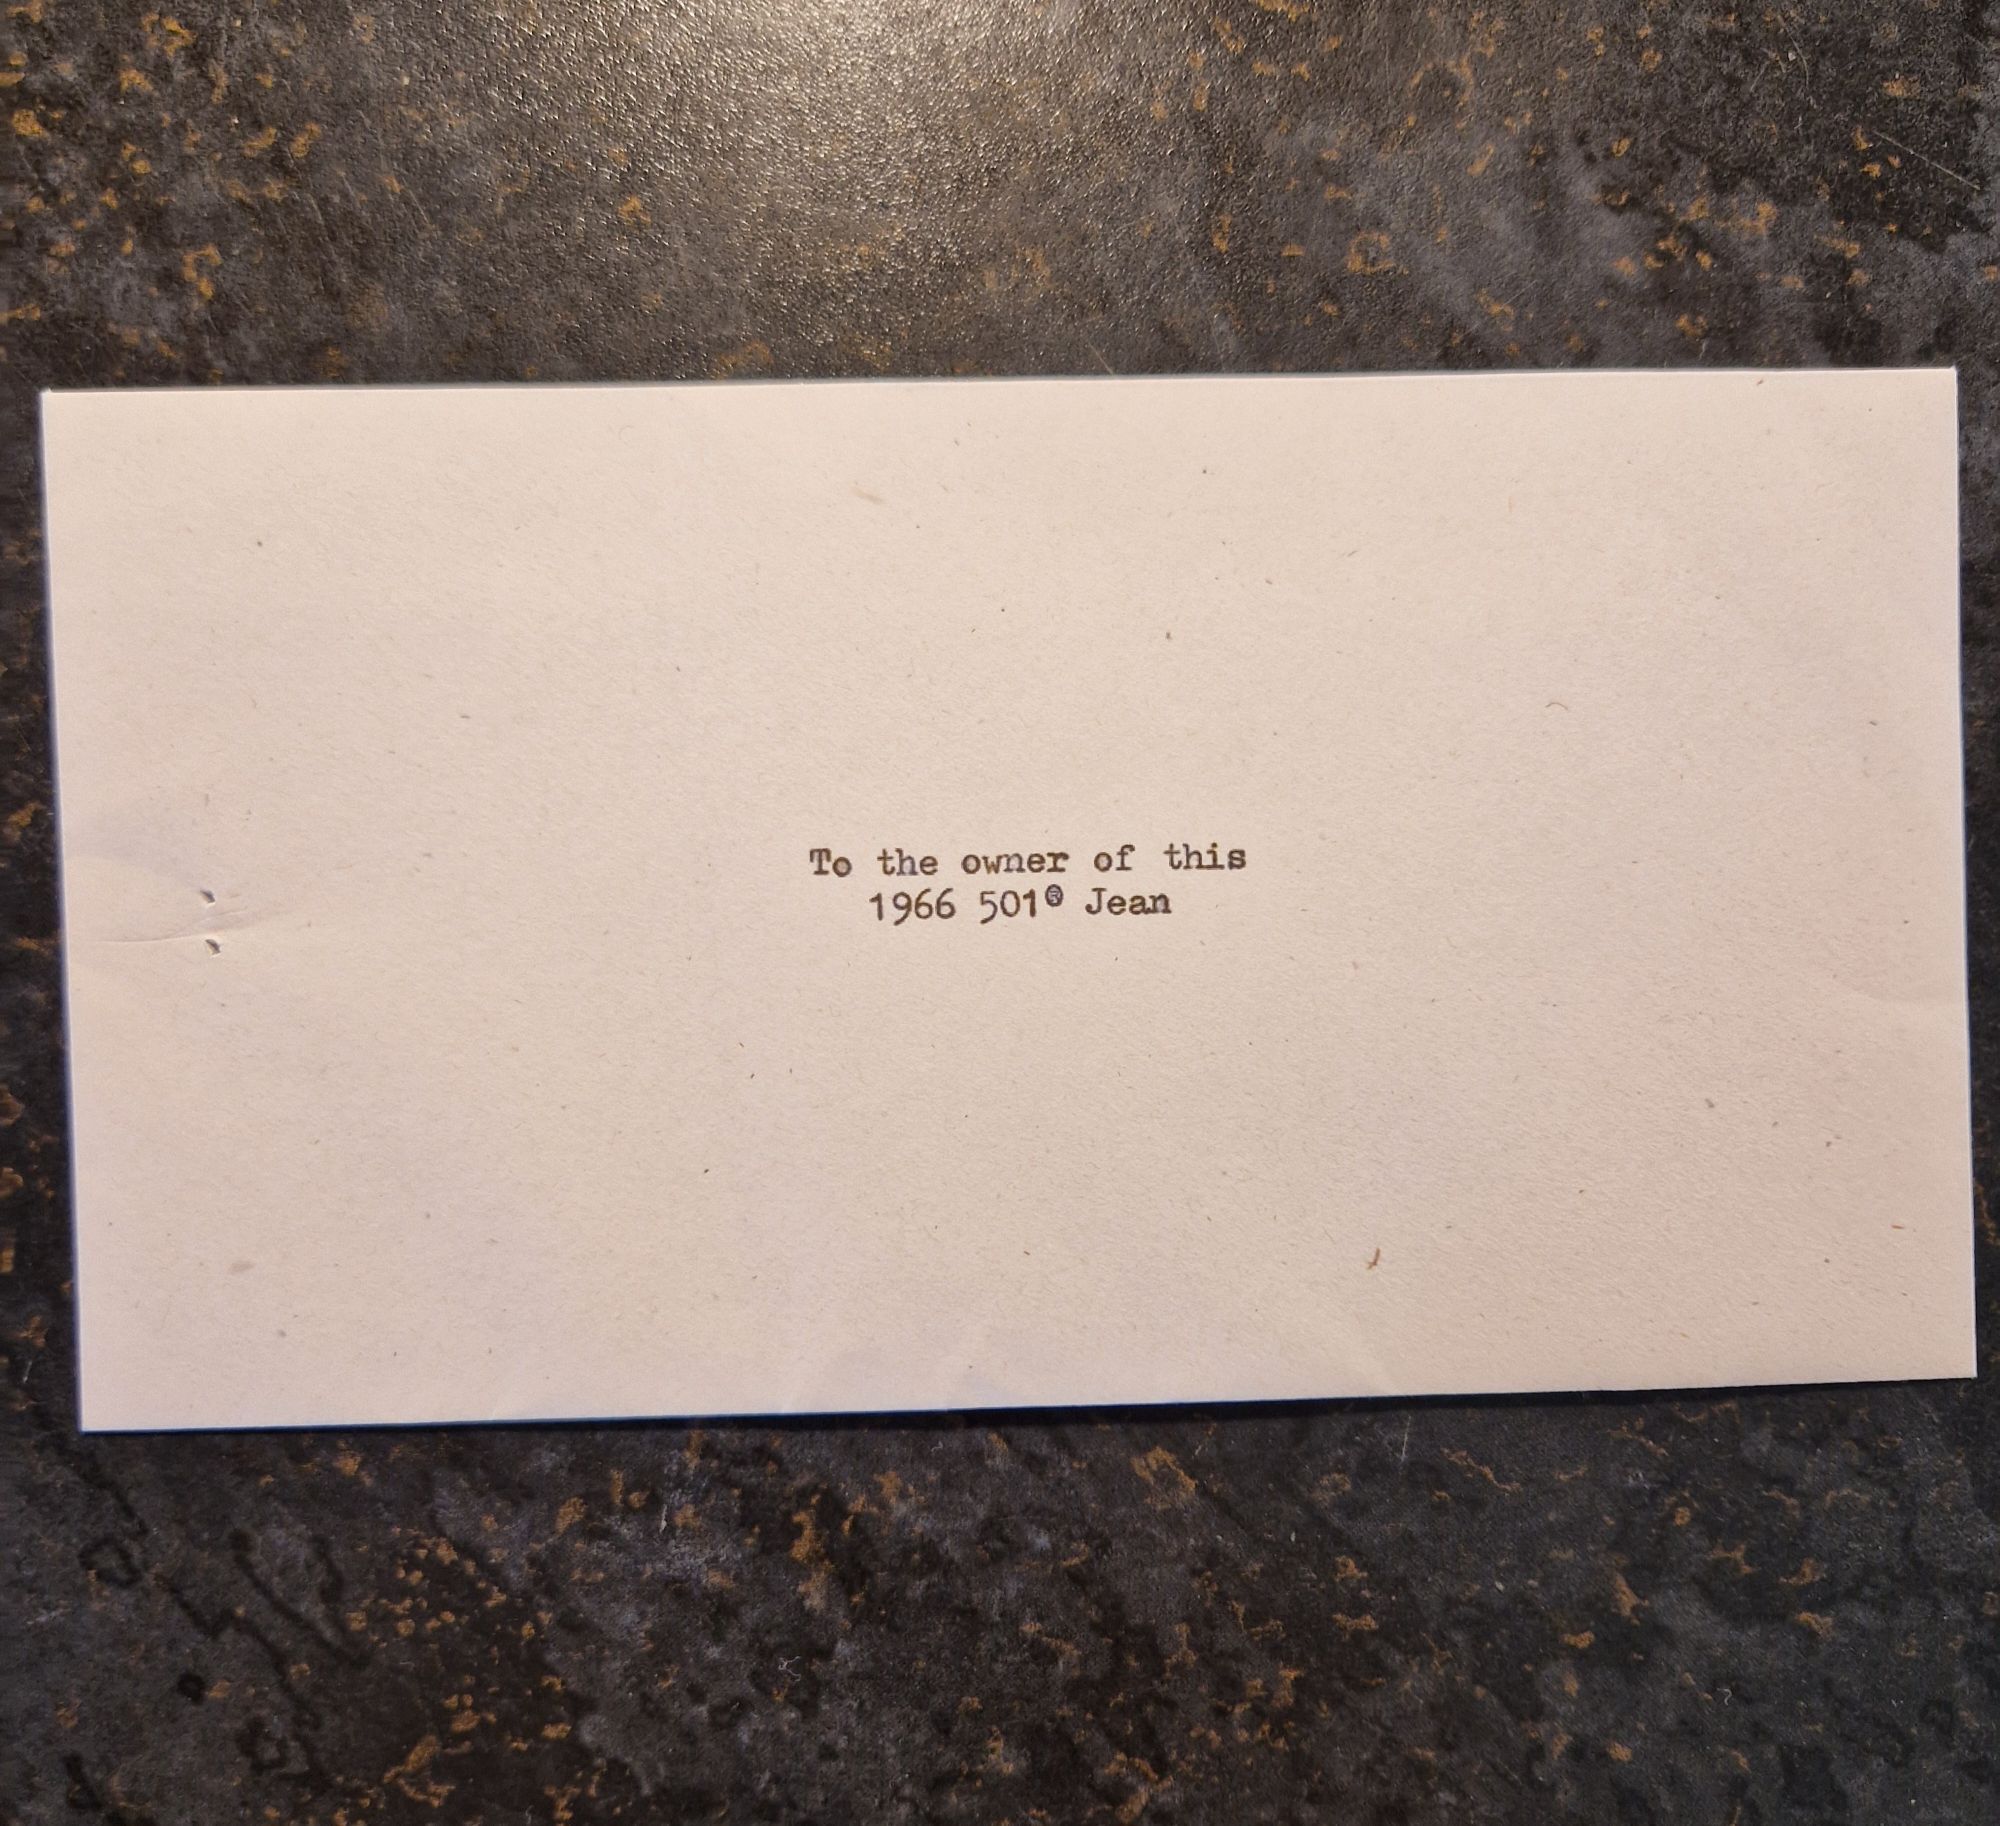 To the owner of this
1966 501® Jean